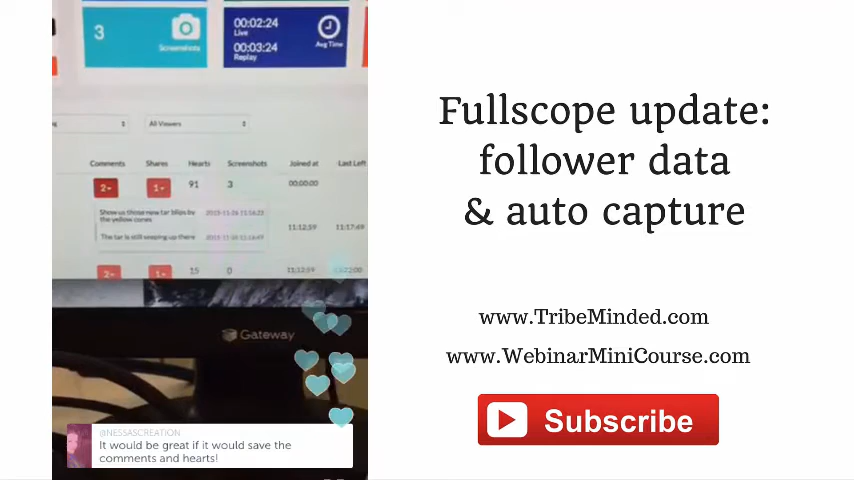 3
Screenshots
00:02:24
Live
00:03:24
Replay
Avg Time
All Viewers
Comments Shares Hearts Screenshots Joined at Last Left
2 1 91 3 00:00:00
Show us those new tar blips by
the yellow cones
The tar is still seeping up there
11:12:59 11:17:49
2 1 15 0 11:12:59
Gateway
@NESSASCREATION
It would be great if it would save the
comments and hearts!
Fullscope update:
follower data
& auto capture
www.TribeMinded.com
www.WebinarMiniCourse.com
Subscribe